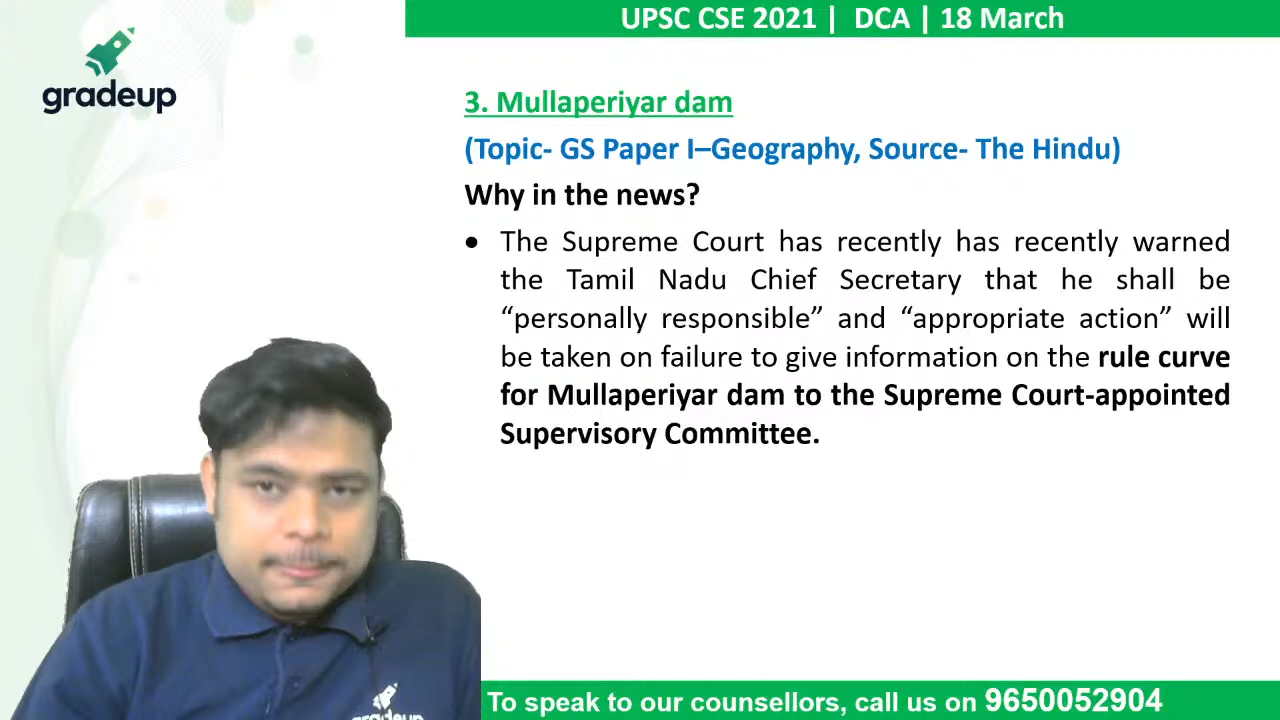 UPSC CSE 2021 | DCA | 18 March
gradeup
3. Mullaperiyar dam
(Topic- GS Paper I–Geography, Source- The Hindu)
Why in the news?
• The Supreme Court has recently has recently warned
the Tamil Nadu Chief Secretary that he shall be
“personally responsible” and “appropriate action” will
be taken on failure to give information on the rule curve
for Mullaperiyar dam to the Supreme Court-appointed
Supervisory Committee.
gradeup
To speak to our counsellors, call us on 9650052904